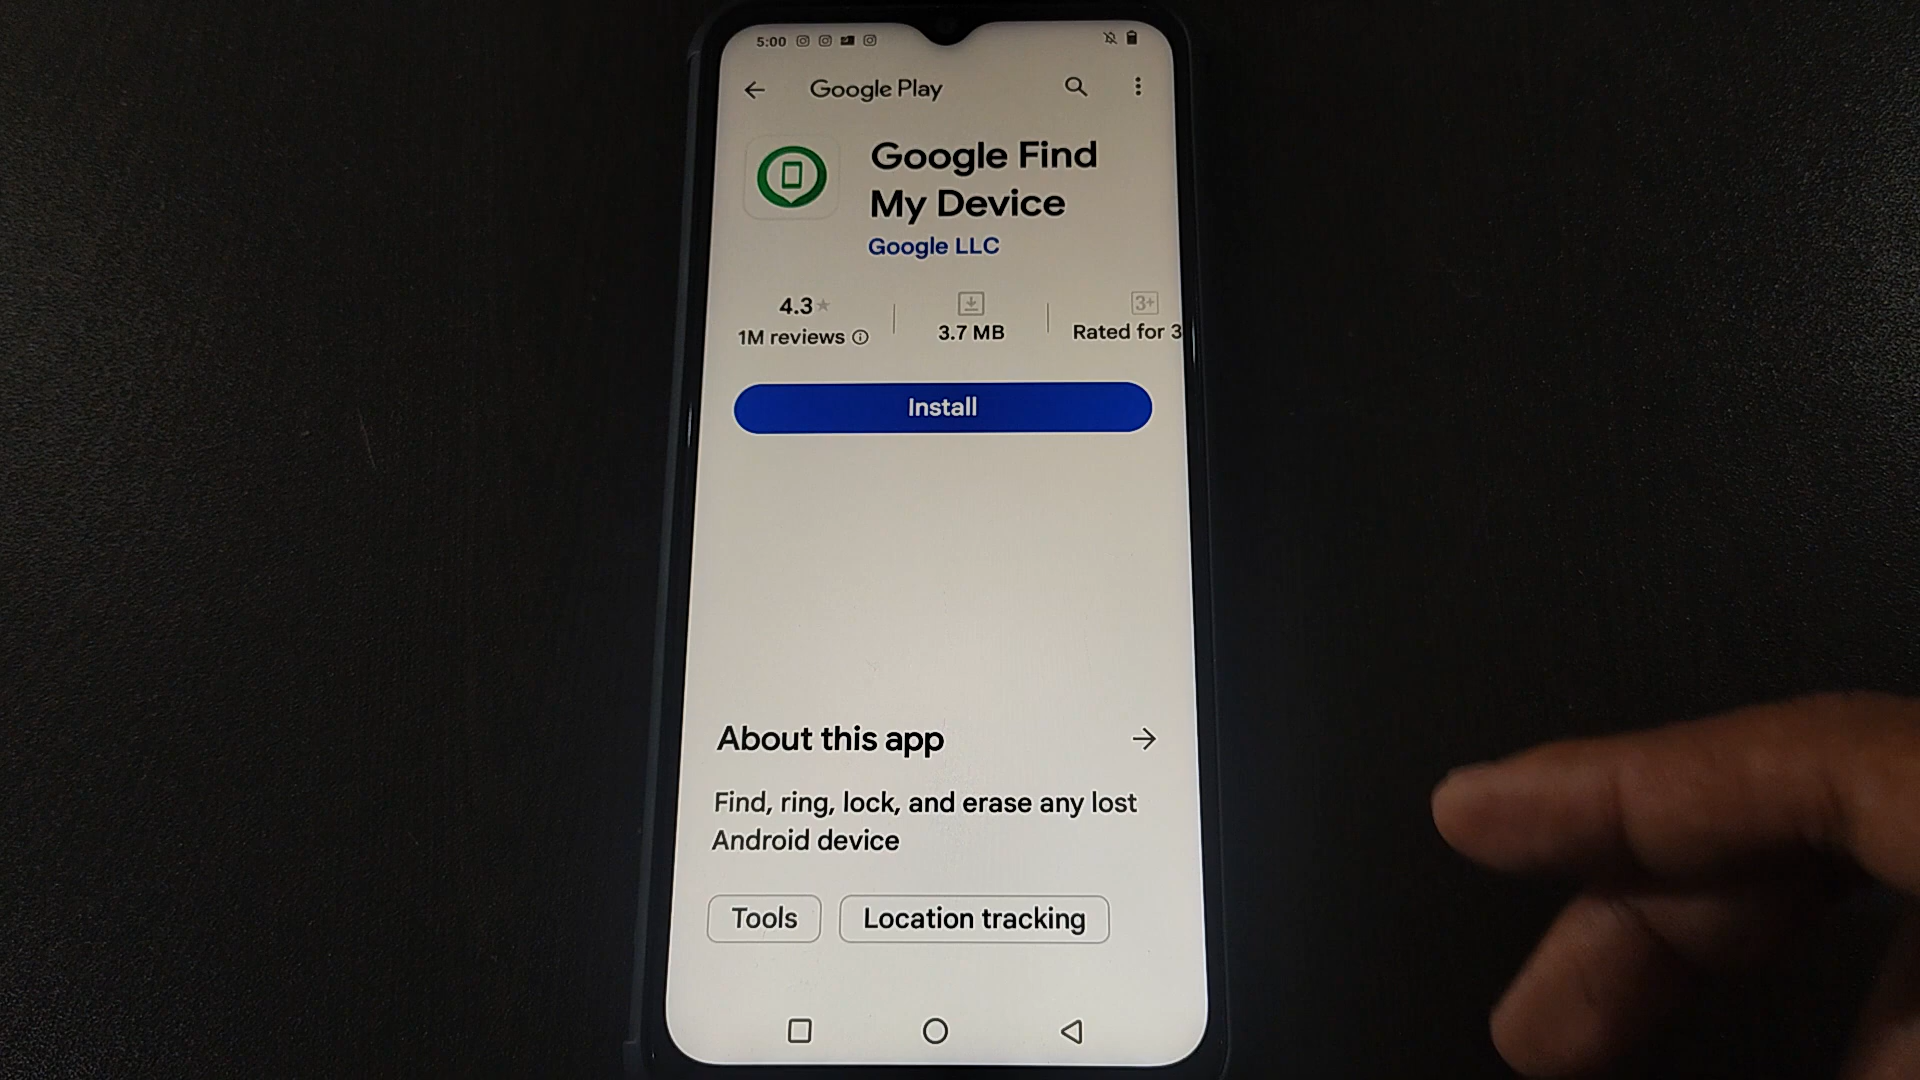 5:00
Google Play
Google Find
My Device
Google LLC
4.3★
1M reviews
3.7 MB
3+
Rated for 3
Install
About this app
Find, ring, lock, and erase any lost
Android device
Tools
Location tracking